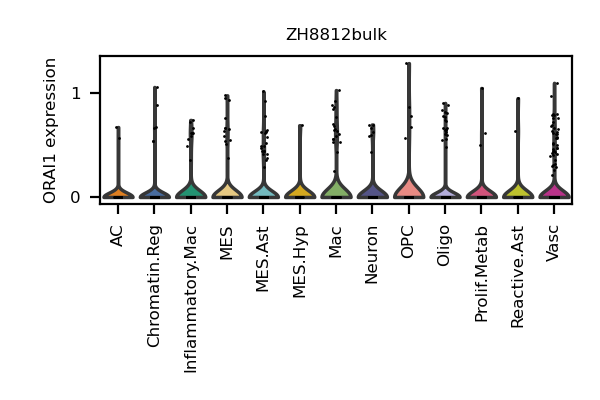 ZH8812bulk
ORAI1 expression
1
0
AC
Chromatin.Reg
Inflammatory.Mac
MES
MES.Ast
MES.Hyp
Mac
Neuron
OPC
Oligo
Prolif.Metab
Reactive.Ast
Vasc